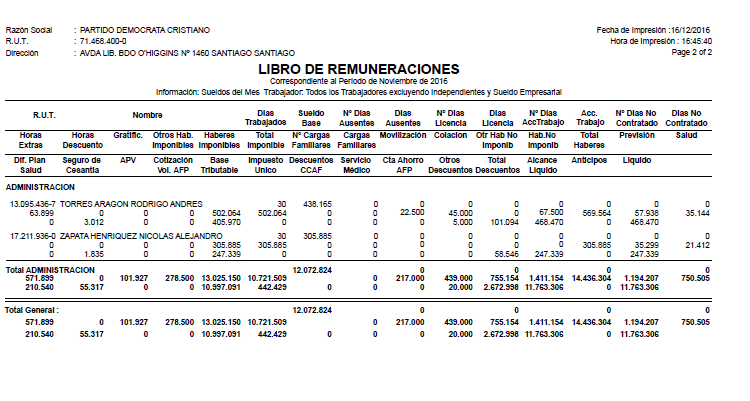 Razón Social : PARTIDO DEMOCRATA CRISTIANO Fecha de Impresión :16/12/2016
R.U.T. : 71.468.400-0 Hora de Impresión : 16:45:40
Dirección : AVDA LIB. BDO O'HIGGINS Nº 1460 SANTIAGO SANTIAGO Page 2 of 2
LIBRO DE REMUNERACIONES
Correspondiente al Período de Noviembre de 2016
Información: Sueldos del Mes Trabajador: Todos los Trabajadores excluyendo Independientes y Sueldo Empresarial
R.U.T. Nombre Dias Trabajados Sueldo Base Nº Dias Ausentes Dias Ausentes Nº Dias Licencia Dias Licencia Nº Dias AccTrabajo Acc. Trabajo Nº Dias No Contratado Dias No Contratado
Horas Extras Horas Descuento Gratific. Otros Hab. Imponibles Haberes Imponibles Total Imponible Nº Cargas Familiares Cargas Familiares Movilización Colacion Otr Hab No Imponib Hab.No Imponib Total Haberes Previsión Salud
Dif. Plan Salud Seguro de Cesantia APV Cotización Vol. AFP Base Tributable Impuesto Unico Descuentos CCAF Servicio Médico Cta Ahorro AFP Otros Descuentos Total Descuentos Alcance Liquido Anticipos Liquido
ADMINISTRACION
13.095.436-7 TORRES ARAGON RODRIGO ANDRES 30 438.165 0 0 0 0 0 0 0 0
63.899 0 0 0 502.064 502.064 0 0 22.500 45.000 0 67.500 569.564 57.938 35.144
0 3.012 0 0 405.970 0 0 0 0 5.000 101.094 468.470 0 468.470
17.211.936-0 ZAPATA HENRIQUEZ NICOLAS ALEJANDRO 30 305.885 0 0 0 0 0 0 0 0
0 0 0 0 305.885 305.885 0 0 0 0 0 0 305.885 35.299 21.412
0 1.835 0 0 247.339 0 0 0 0 0 58.546 247.339 0 247.339
Total ADMINISTRACION 12.072.824 0 0 0 0 0
571.899 0 101.927 278.500 13.025.150 10.721.509 0 217.000 439.000 755.154 1.411.154 14.436.304 1.194.207 750.505
210.540 55.317 0 0 10.997.091 442.429 0 0 0 20.000 2.672.998 11.763.306 0 11.763.306
Total General : 12.072.824 0 0 0 0 0
571.899 0 101.927 278.500 13.025.150 10.721.509 0 217.000 439.000 755.154 1.411.154 14.436.304 1.194.207 750.505
210.540 55.317 0 0 10.997.091 442.429 0 0 0 20.000 2.672.998 11.763.306 0 11.763.306